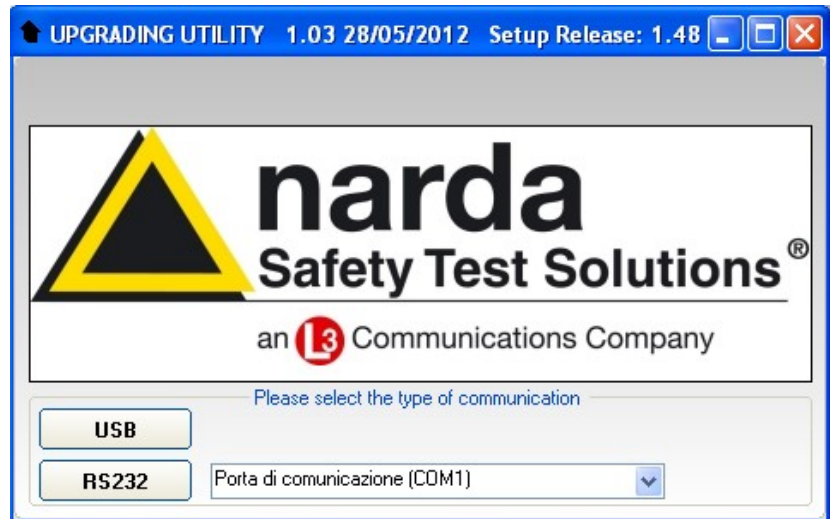 UPGRADING UTILITY 1.03 28/05/2012 Setup Release: 1.48
narda
Safety Test Solutions®
an L3 Communications Company
Please select the type of communication
USB
RS232 Porta di comunicazione (COM1)